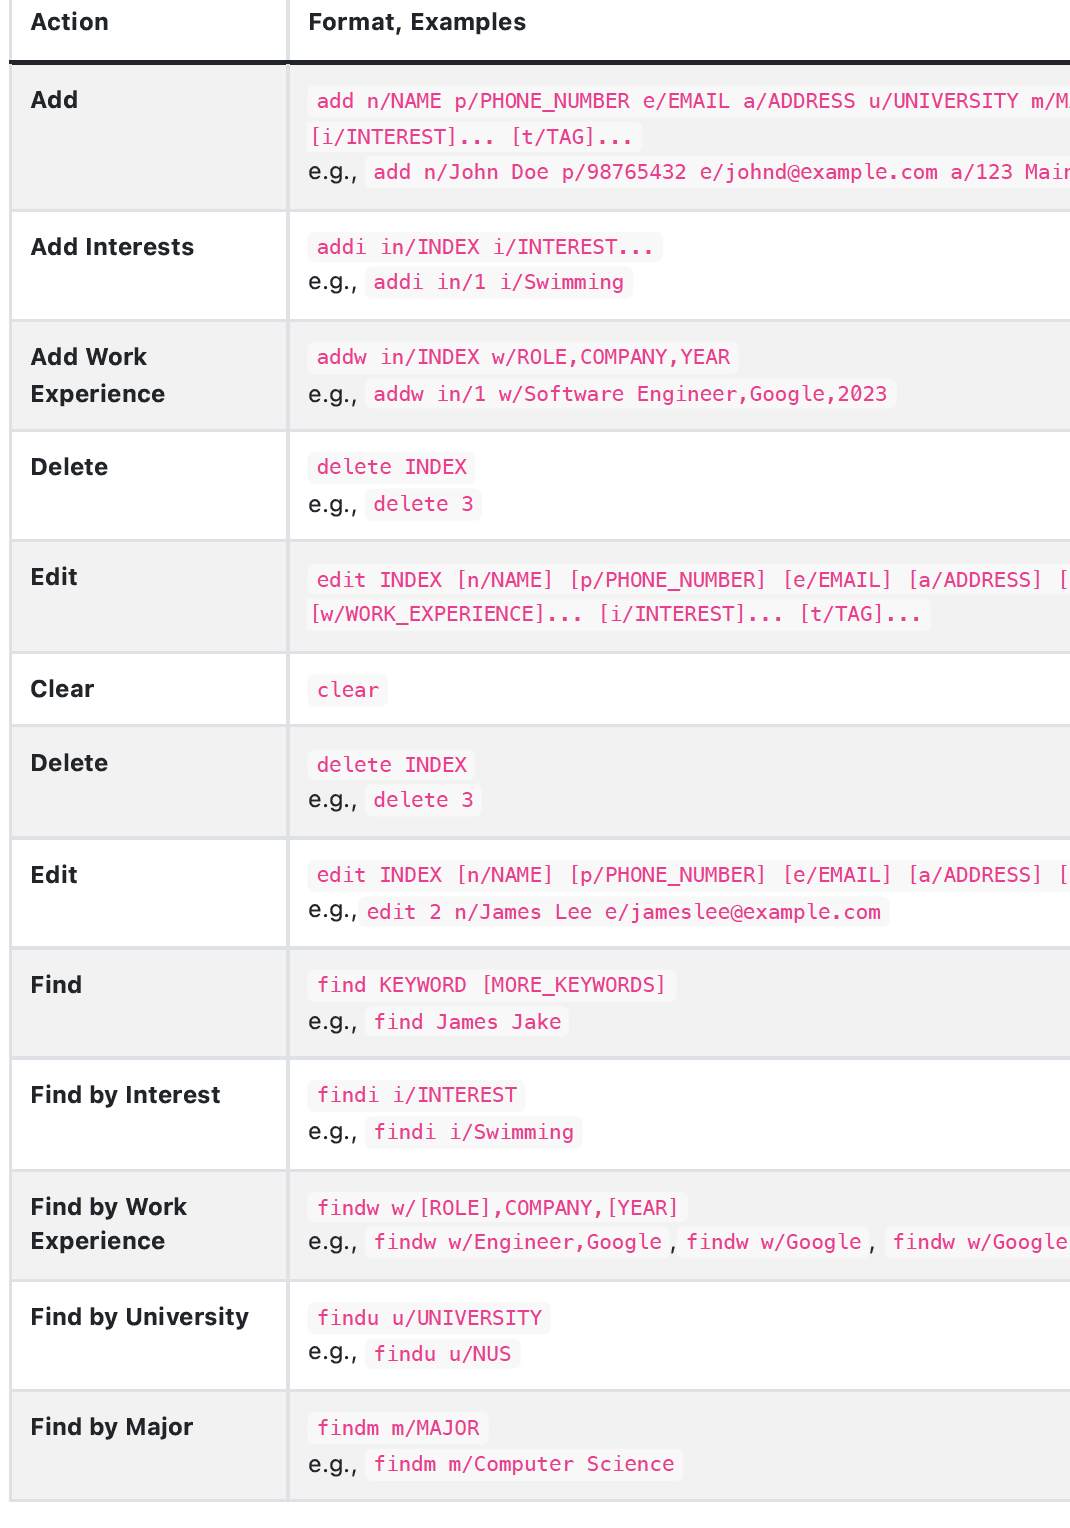 Action Format, Examples
Add add n/NAME p/PHONE_NUMBER e/EMAIL a/ADDRESS u/UNIVERSITY
[i/INTEREST]... [t/TAG]...
e.g., add n/John Doe p/98765432 e/johnd@example.com a/123
Add Interests addi in/INDEX i/INTEREST...
e.g., addi in/1 i/Swimming
Add Work addw in/INDEX w/ROLE,COMPANY,YEAR
Experience e.g., addw in/1 w/Software Engineer,Google,2023
Delete delete INDEX
e.g., delete 3
Edit edit INDEX [n/NAME] [p/PHONE_NUMBER] [e/EMAIL] [a/ADDRESS] [
[w/WORK_EXPERIENCE]... [i/INTEREST]... [t/TAG]...
Clear clear
Delete delete INDEX
e.g., delete 3
Edit edit INDEX [n/NAME] [p/PHONE_NUMBER] [e/EMAIL] [a/ADDRESS] [
e.g., edit 2 n/James Lee e/jameslee@example.com
Find find KEYWORD [MORE_KEYWORDS]
e.g., find James Jake
Find by Interest findi i/INTEREST
e.g., findi i/Swimming
Find by Work findw w/[ROLE],COMPANY,[YEAR]
Experience e.g., findw w/Engineer,Google, findw w/Google, findw w/Google
Find by University findu u/UNIVERSITY
e.g., findu u/NUS
Find by Major findm m/MAJOR
e.g., findm m/Computer Science